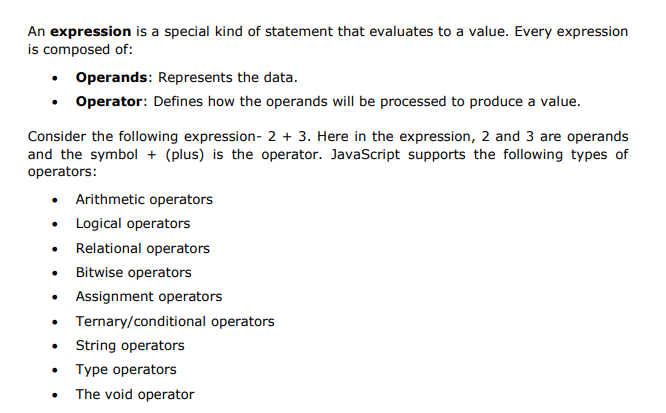 An expression is a special kind of statement that evaluates to a value. Every expression
is composed of:
• Operands: Represents the data.
• Operator: Defines how the operands will be processed to produce a value.
Consider the following expression- 2 + 3. Here in the expression, 2 and 3 are operands
and the symbol + (plus) is the operator. JavaScript supports the following types of
operators:
• Arithmetic operators
• Logical operators
• Relational operators
• Bitwise operators
• Assignment operators
• Ternary/conditional operators
• String operators
• Type operators
• The void operator